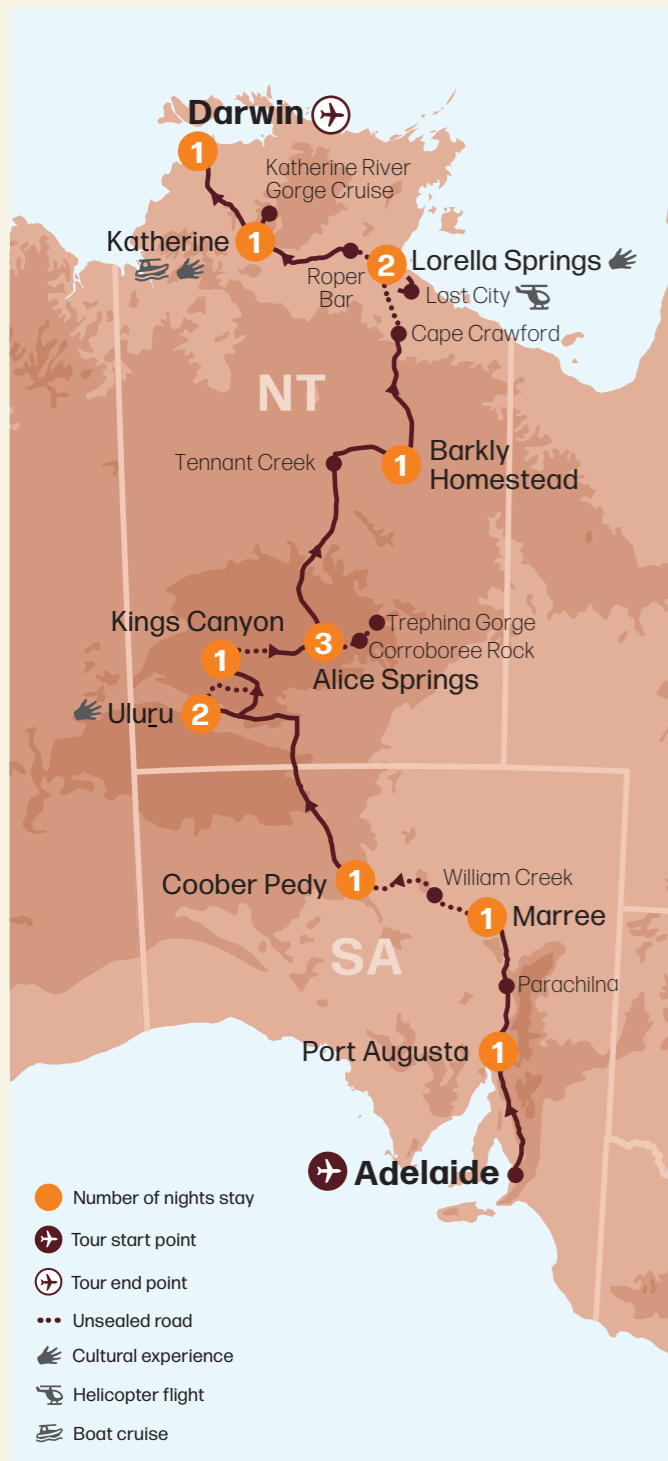 Darwin
1
Katherine River
Gorge Cruise
Katherine
1
Roper
Bar
2
Lorella Springs
Lost City
Cape Crawford
NT
Tennant Creek
1
Barkly
Homestead
Kings Canyon
1
3
Trephina Gorge
Corroboree Rock
Alice Springs
Uluṟu
2
Coober Pedy
1
William Creek
1
Marree
SA
Parachilna
Port Augusta
1
Adelaide
Number of nights stay
Tour start point
Tour end point
Unsealed road
Cultural experience
Helicopter flight
Boat cruise